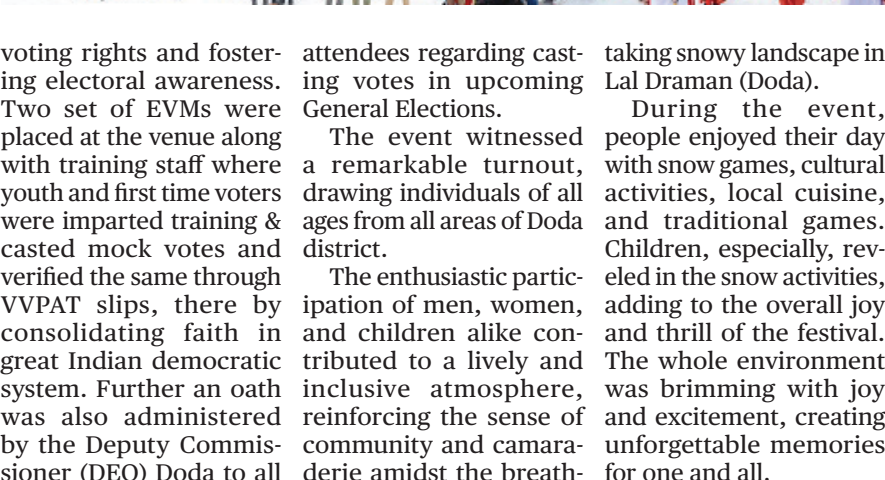 voting rights and foster-
ing electoral awareness.
Two set of EVMs were
placed at the venue along
with training staff where
youth and first time voters
were imparted training &
casted mock votes and
verified the same through
VVPAT slips, there by
consolidating faith in
great Indian democratic
system. Further an oath
was also administered
by the Deputy Commis-
sioner (DEO) Doda to all
attendees regarding cast-
ing votes in upcoming
General Elections.
The event witnessed
a remarkable turnout,
drawing individuals of all
ages from all areas of Doda
district.
The enthusiastic partic-
ipation of men, women,
and children alike con-
tributed to a lively and
inclusive atmosphere,
reinforcing the sense of
community and camara-
derie amidst the breath-
taking snowy landscape in
Lal Draman (Doda).
During the event,
people enjoyed their day
with snow games, cultural
activities, local cuisine,
and traditional games.
Children, especially, rev-
eled in the snow activities,
adding to the overall joy
and thrill of the festival.
The whole environment
was brimming with joy
and excitement, creating
unforgettable memories
for one and all.